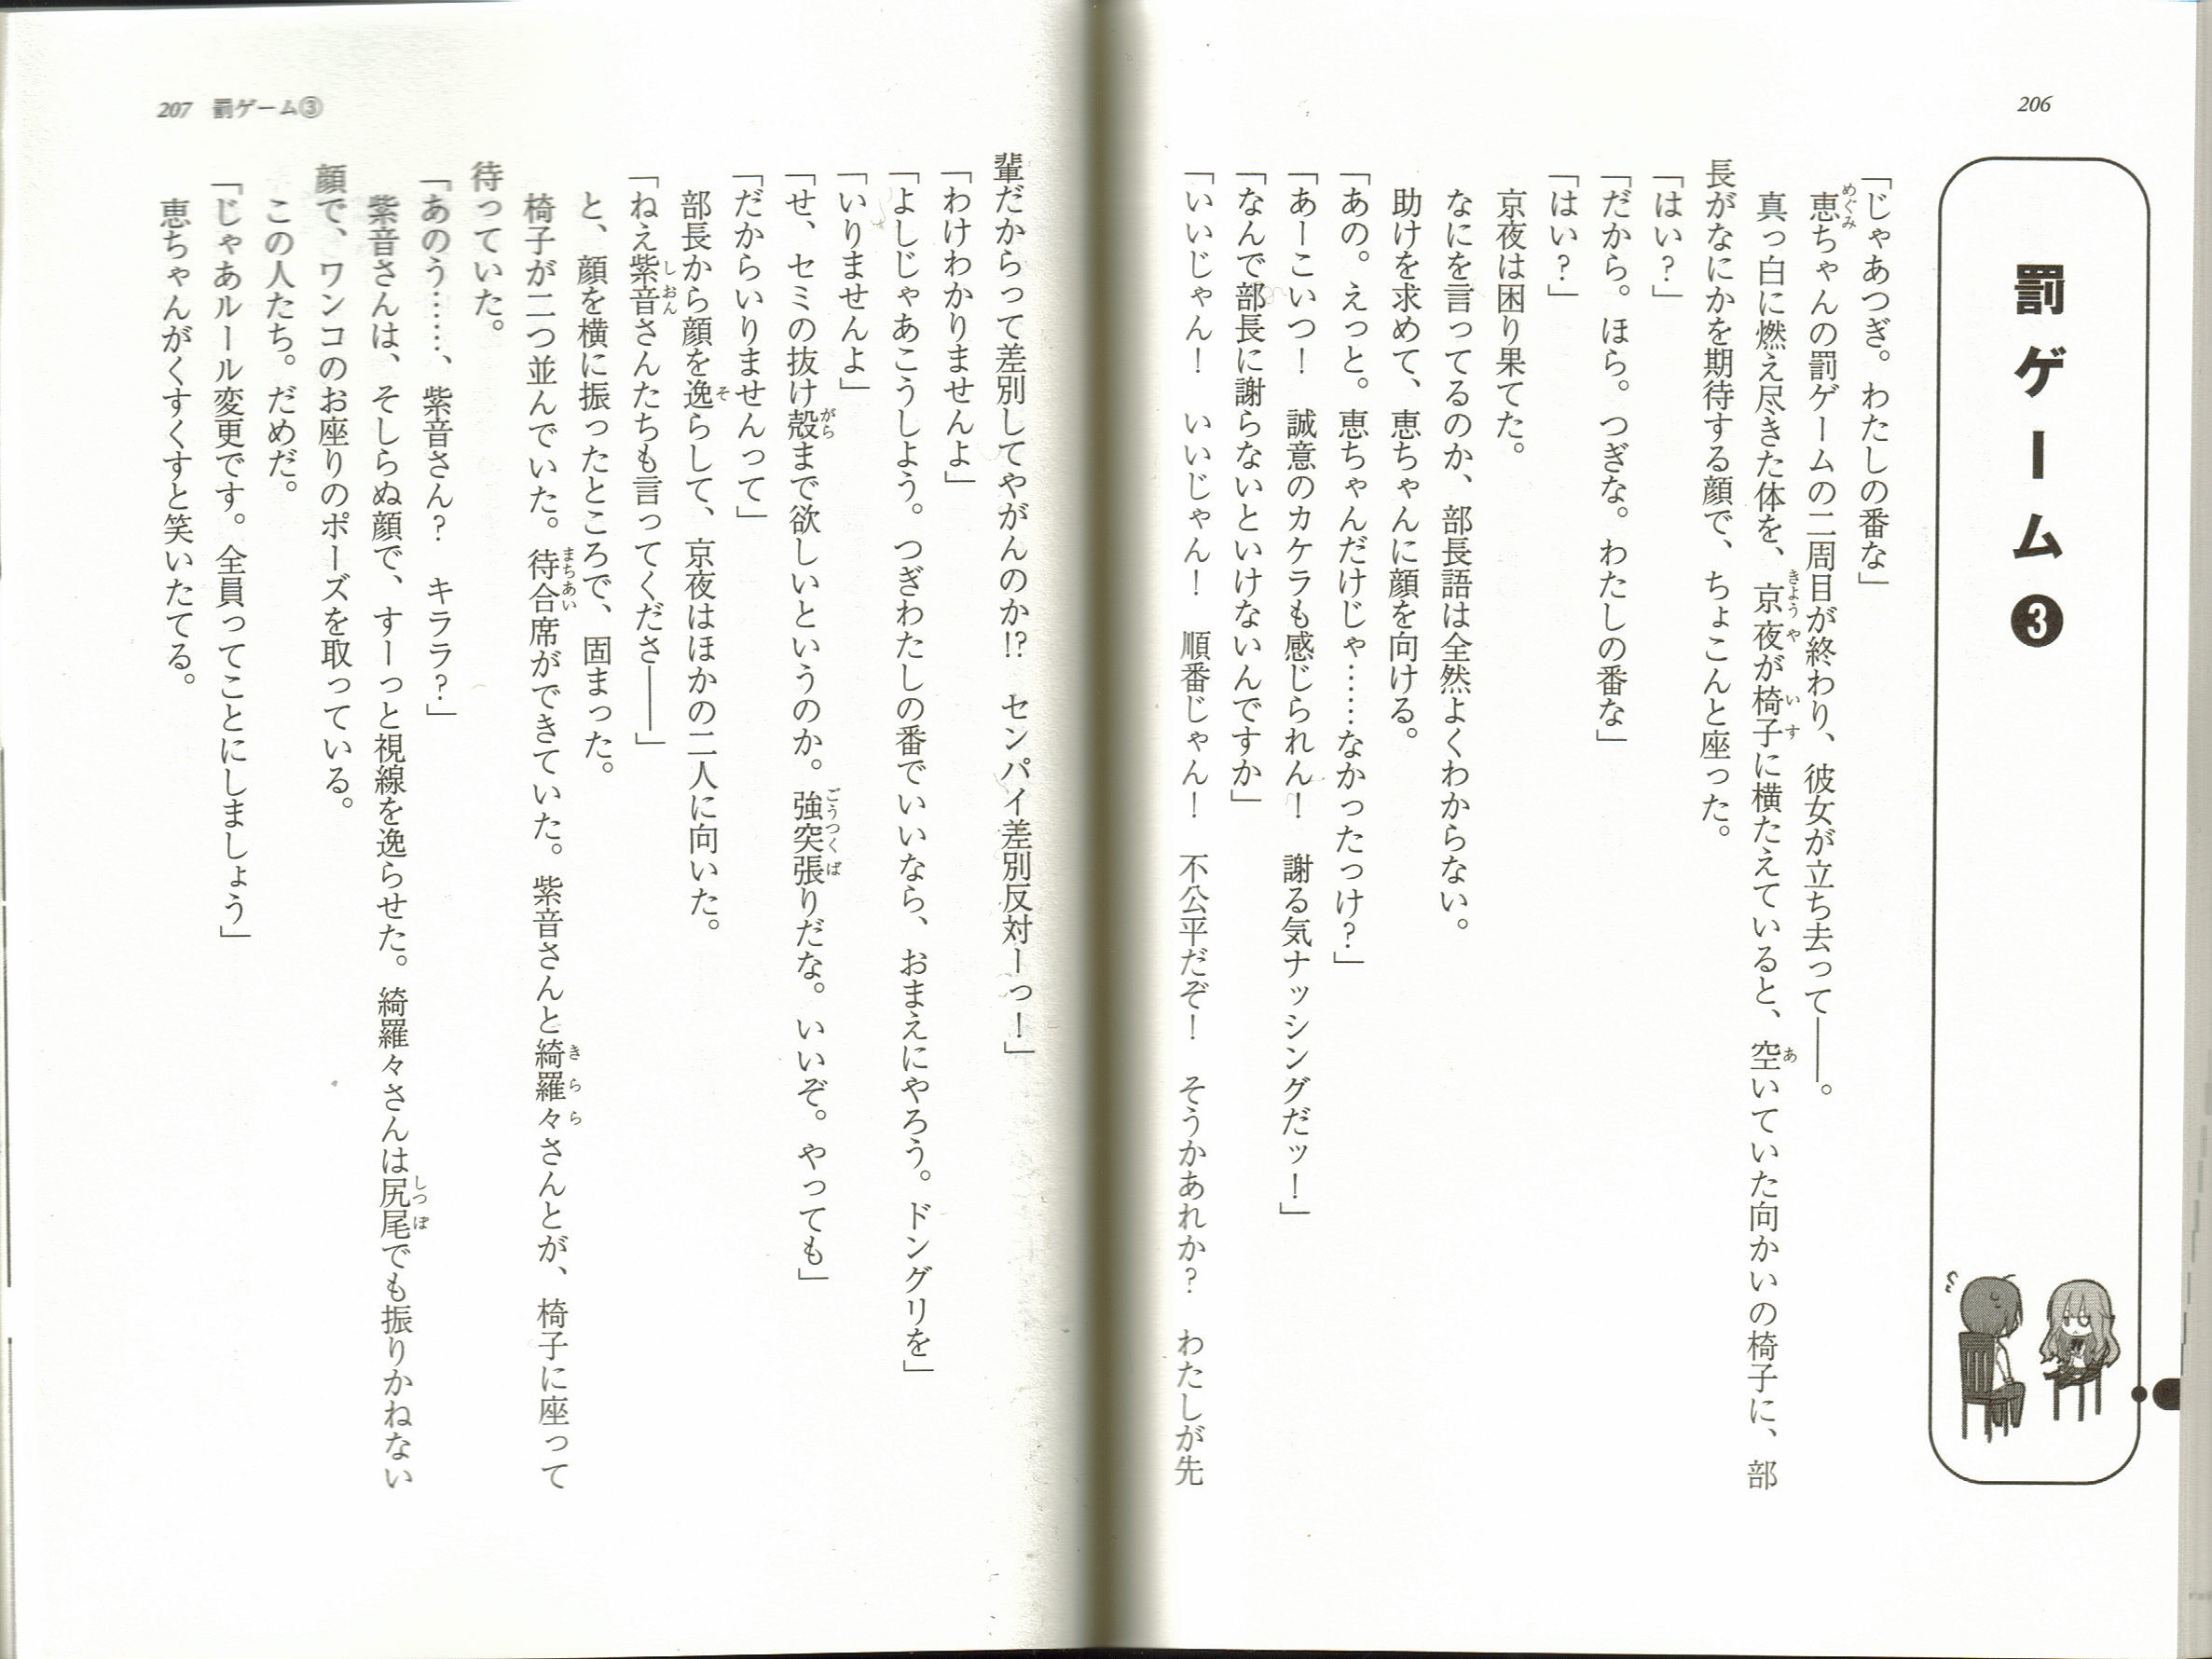 206
罰ゲーム❸
「じゃあつぎ。わたしの番な」
恵ちゃんの罰ゲームの二周目が終わり、彼女が立ち去って――。
真っ白に燃え尽きた体を、京夜が椅子に横たえていると、空いていた向かいの椅子に、部
長がなにかを期待する顔で、ちょこんと座った。
「はい？」
「だから。ほら。つぎな。わたしの番な」
「はい？」
京夜は困り果てた。
なにを言ってるのか、部長語は全然よくわからない。
助けを求めて、恵ちゃんに顔を向ける。
「あの。えっと。恵ちゃんだけじゃ……なかったっけ？」
「あーこいつ！　誠意のカケラも感じられん！　謝る気ナッシングだッ！」
「なんで部長に謝らないといけないんですか」
「いいじゃん！　いいじゃん！　順番じゃん！　不公平だぞ！　そうかあれか？　わたしが先
輩だからって差別してやがんのか!?　センパイ差別反対ーっ！」
「わけわかりませんよ」
「よしじゃあこうしよう。つぎわたしの番でいいなら、おまえにやろう。ドングリを」
「いりませんよ」
「せ、セミの抜け殻まで欲しいというのか。強突張りだな。いいぞ。やっても」
「だからいりませんって」
部長から顔を逸らして、京夜はほかの二人に向いた。
「ねえ紫音さんたちも言ってくださ――」
と、顔を横に振ったところで、固まった。
椅子が二つ並んでいた。待合席ができていた。紫音さんと綺羅々さんとが、椅子に座って
待っていた。
「あのう……、紫音さん？　キララ？」
紫音さんは、そしらぬ顔で、すーっと視線を逸らせた。綺羅々さんは尻尾でも振りかねない
顔で、ワンコのお座りのポーズを取っている。
この人たち。だめだ。
「じゃあルール変更です。全員ってことにしましょう」
恵ちゃんがくすくすと笑いたてる。
207　罰ゲーム③